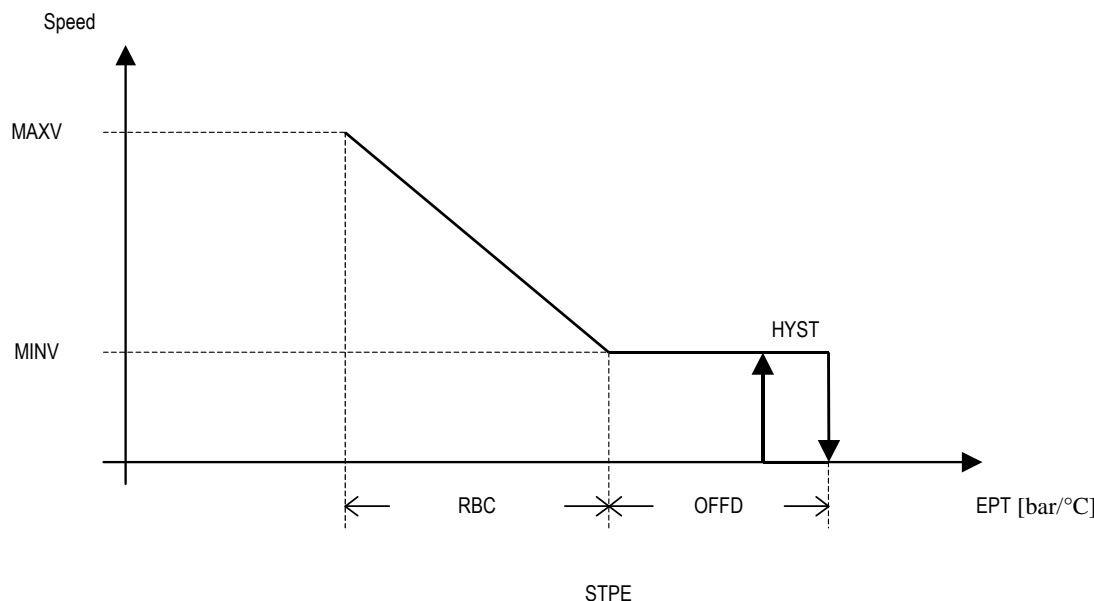 Speed
MAXV
HYST
MINV
RBC
OFFD
EPT [bar/°C]
STPE